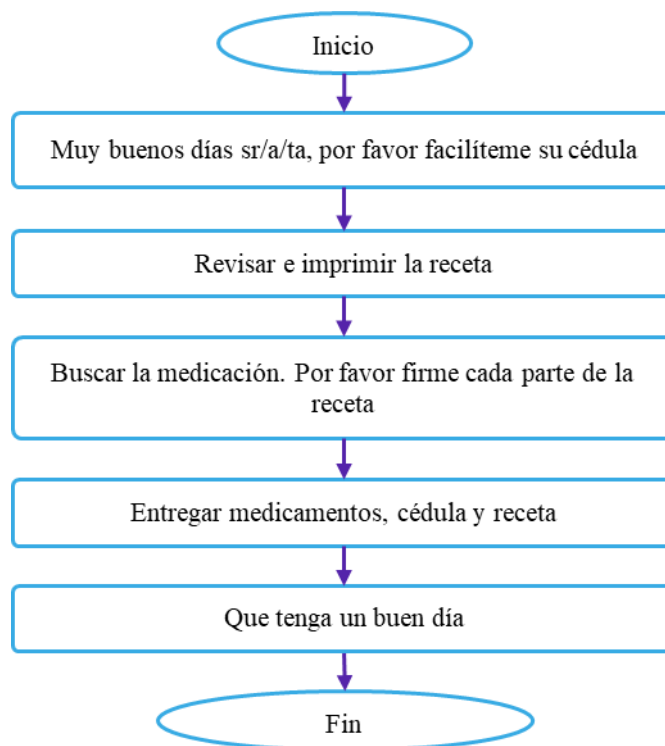 Inicio
Muy buenos días sr/a/ta, por favor facilíteme su cédula
Revisar e imprimir la receta
Buscar la medicación. Por favor firme cada parte de la
receta
Entregar medicamentos, cédula y receta
Que tenga un buen día
Fin